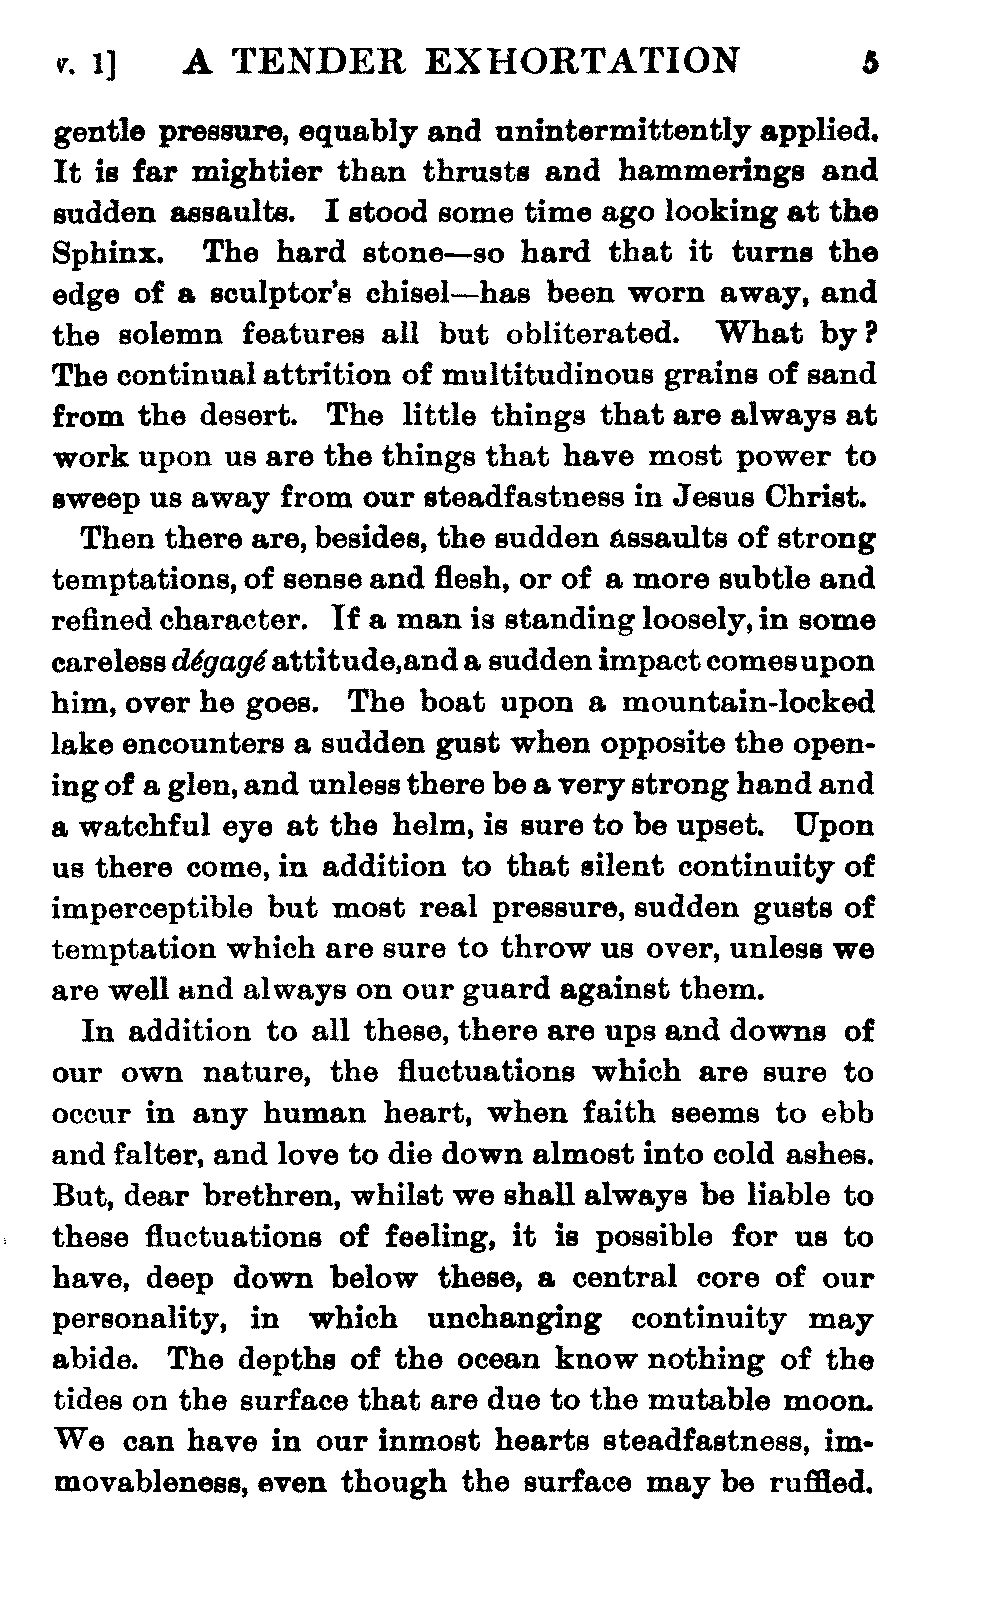 v. 1] A TENDER EXHORTATION 5
gentle pressure, equably and unintermittently applied.
It is far mightier than thrusts and hammerings and
sudden assaults. I stood some time ago looking at the
Sphinx. The hard stone—so hard that it turns the
edge of a sculptor's chisel—has been worn away, and
the solemn features all but obliterated. What by?
The continual attrition of multitudinous grains of sand
from the desert. The little things that are always at
work upon us are the things that have most power to
sweep us away from our steadfastness in Jesus Christ.
Then there are, besides, the sudden assaults of strong
temptations, of sense and flesh, or of a more subtle and
refined character. If a man is standing loosely, in some
careless dégagé attitude, and a sudden impact comes upon
him, over he goes. The boat upon a mountain-locked
lake encounters a sudden gust when opposite the open-
ing of a glen, and unless there be a very strong hand and
a watchful eye at the helm, is sure to be upset. Upon
us there come, in addition to that silent continuity of
imperceptible but most real pressure, sudden gusts of
temptation which are sure to throw us over, unless we
are well and always on our guard against them.
In addition to all these, there are ups and downs of
our own nature, the fluctuations which are sure to
occur in any human heart, when faith seems to ebb
and falter, and love to die down almost into cold ashes.
But, dear brethren, whilst we shall always be liable to
these fluctuations of feeling, it is possible for us to
have, deep down below these, a central core of our
personality, in which unchanging continuity may
abide. The depths of the ocean know nothing of the
tides on the surface that are due to the mutable moon.
We can have in our inmost hearts steadfastness, im-
movableness, even though the surface may be ruffled.